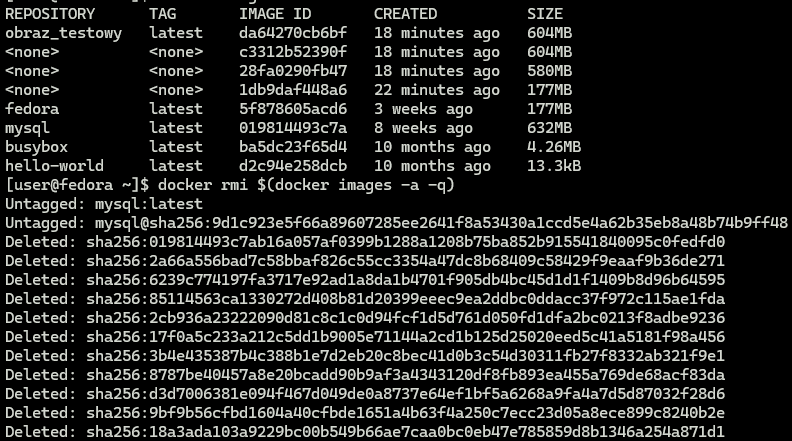 REPOSITORY TAG IMAGE ID CREATED SIZE
obraz_testowy latest da64270cb6bf 18 minutes ago 604MB
<none> <none> c3312b52390f 18 minutes ago 604MB
<none> <none> 28fa0290fb47 18 minutes ago 580MB
<none> <none> 1db9daf448a6 22 minutes ago 177MB
fedora latest 5f878605acd6 3 weeks ago 177MB
mysql latest 019814493c7a 8 weeks ago 632MB
busybox latest ba5dc23f65d4 10 months ago 4.26MB
hello-world latest d2c94e258dcb 10 months ago 13.3kB
[user@fedora ~]$ docker rmi $(docker images -a -q)
Untagged: mysql:latest
Untagged: mysql@sha256:9d1c923e5f66a89607285ee2641f8a53430a1ccd5e4a62b35eb8a48b74b9ff48
Deleted: sha256:019814493c7ab16a057af0399b1288a1208b75ba852b915541840095c0fedfd0
Deleted: sha256:2a66a556bad7c58bbaf826c55cc3354a47dc8b68409c58429f9eaaf9b36de271
Deleted: sha256:6239c774197fa3717e92ad1a8da1b4701f905db4bc45d1d1f1409b8d96b64595
Deleted: sha256:85114563ca1330272d408b81d20399eeec9ea2ddbc0ddacc37f972c115ae1fda
Deleted: sha256:2cb936a23222090d81c8c1c0d94fcf1d5d761d050fd1dfa2bc0213f8adbe9236
Deleted: sha256:17f0a5c233a212c5dd1b9005e71144a2cd1b125d25020eed5c41a5181f98a456
Deleted: sha256:3b4e435387b4c388b1e7d2eb20c8bec41d0b3c54d30311fb27f8332ab321f9e1
Deleted: sha256:8787be40457a8e20bcadd90b9af3a4343120df8fb893ea455a769de68acf83da
Deleted: sha256:d3d7006381e094f467d049de0a8737e64ef1bf5a6268a9fa4a7d5d87032f28d6
Deleted: sha256:9bf9b56cfbd1604a40cfbde1651a4b63f4a250c7ecc23d05a8ece899c8240b2e
Deleted: sha256:18a3ada103a9229bc00b549b66ae7caa0bc0eb47e785859d8b1346a254a871d1